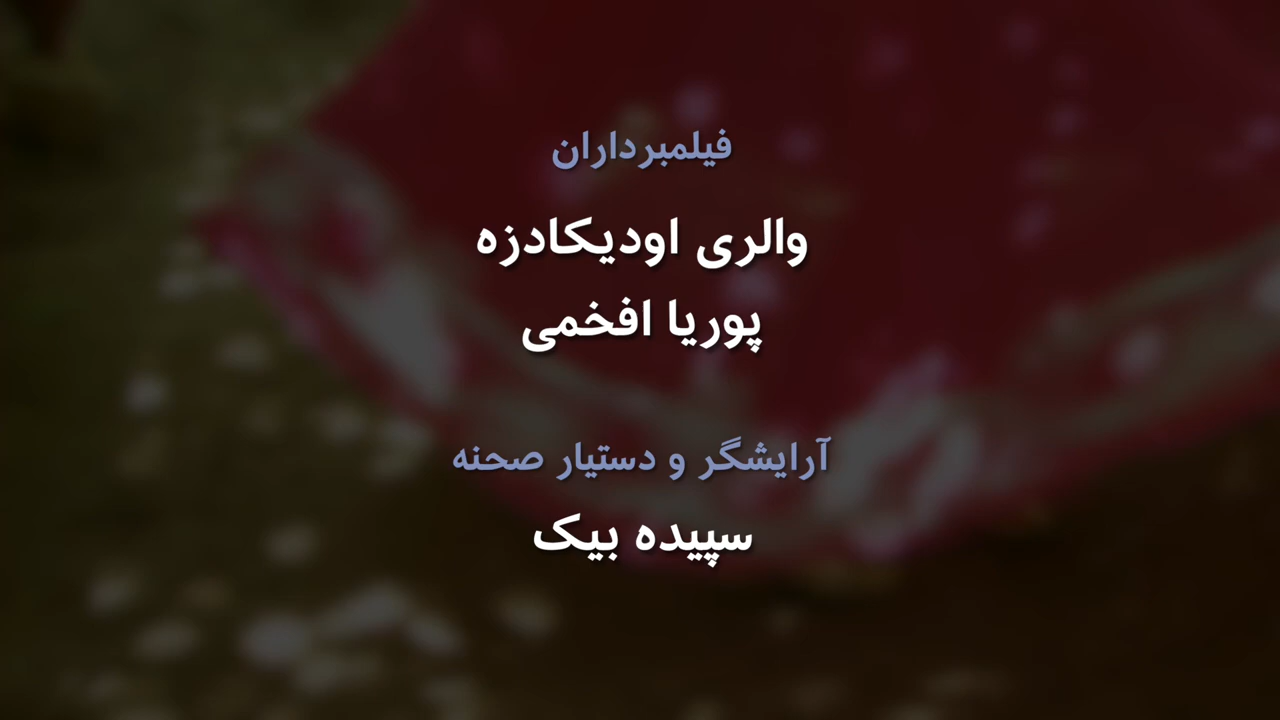 فیلمبرداران
والری اودیکادزه
پوریا افخمی
آرایشگر و دستیار صحنه
سپیده بیک